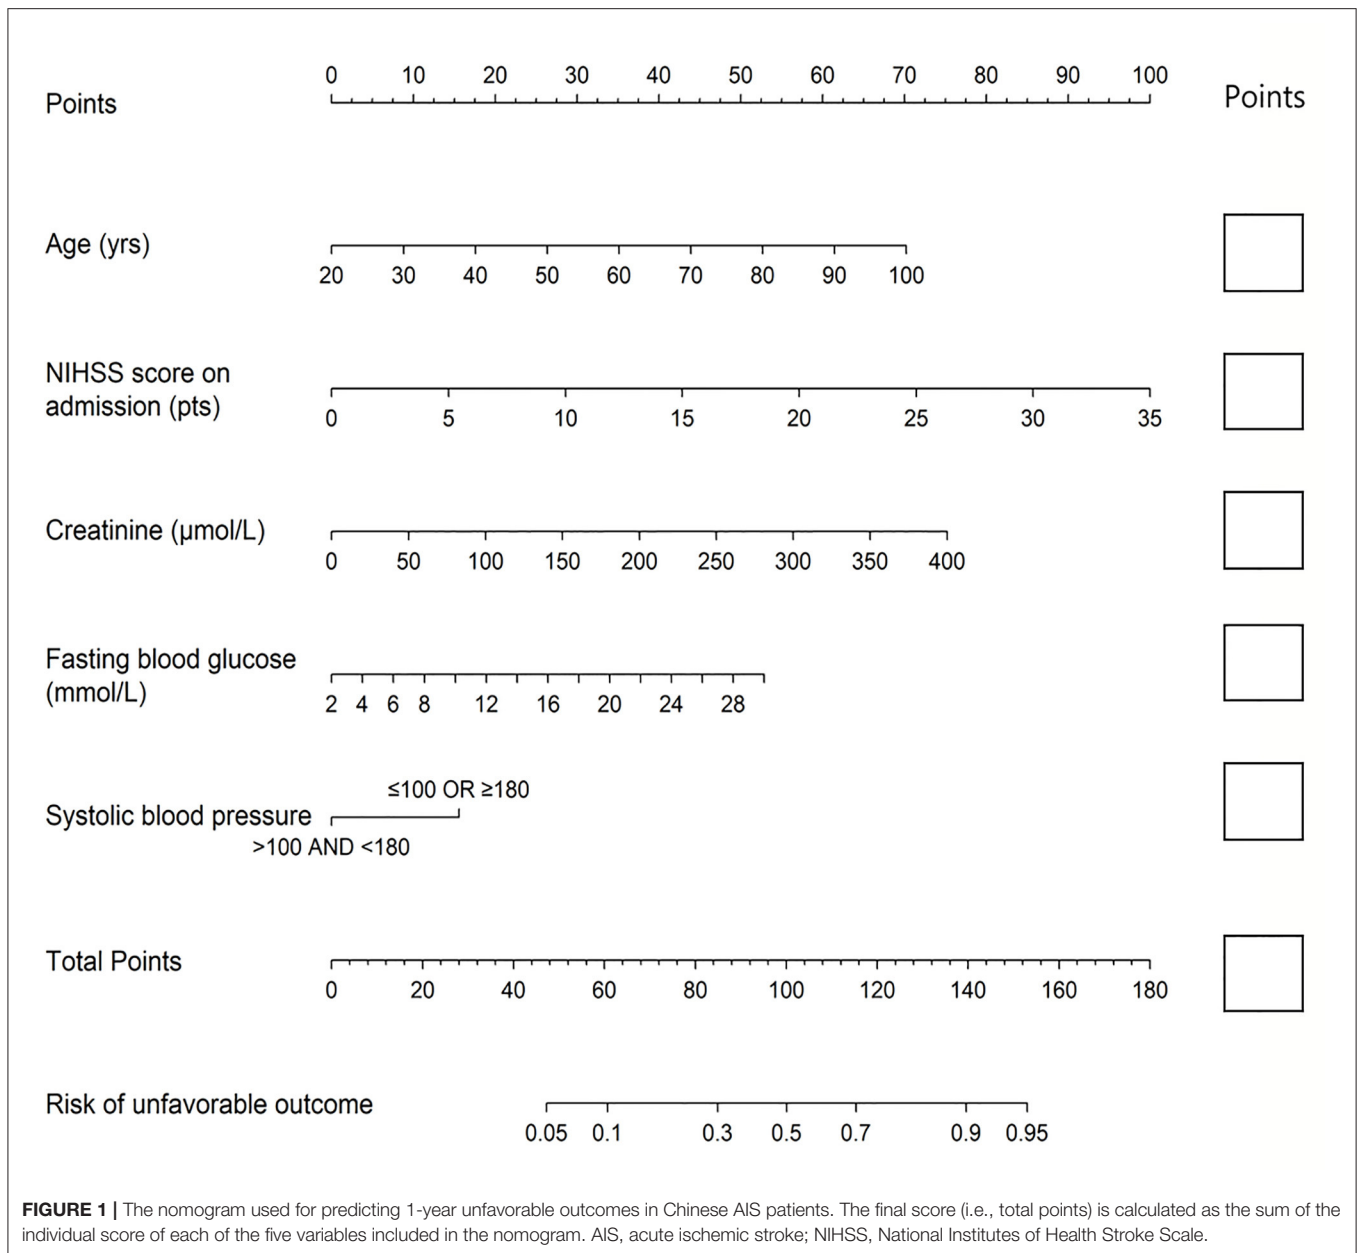 0 10 20 30 40 50 60 70 80 90 100
Points
Points
Age (yrs)
20 30 40 50 60 70 80 90 100
NIHSS score on
admission (pts)
0 5 10 15 20 25 30 35
Creatinine (µmol/L)
0 50 100 150 200 250 300 350 400
Fasting blood glucose
(mmol/L)
2 4 6 8 12 16 20 24 28
≤100 OR ≥180
Systolic blood pressure
>100 AND <180
Total Points
0 20 40 60 80 100 120 140 160 180
Risk of unfavorable outcome
0.05 0.1 0.3 0.5 0.7 0.9 0.95
FIGURE 1 | The nomogram used for predicting 1-year unfavorable outcomes in Chinese AIS patients. The final score (i.e., total points) is calculated as the sum of the
individual score of each of the five variables included in the nomogram. AIS, acute ischemic stroke; NIHSS, National Institutes of Health Stroke Scale.